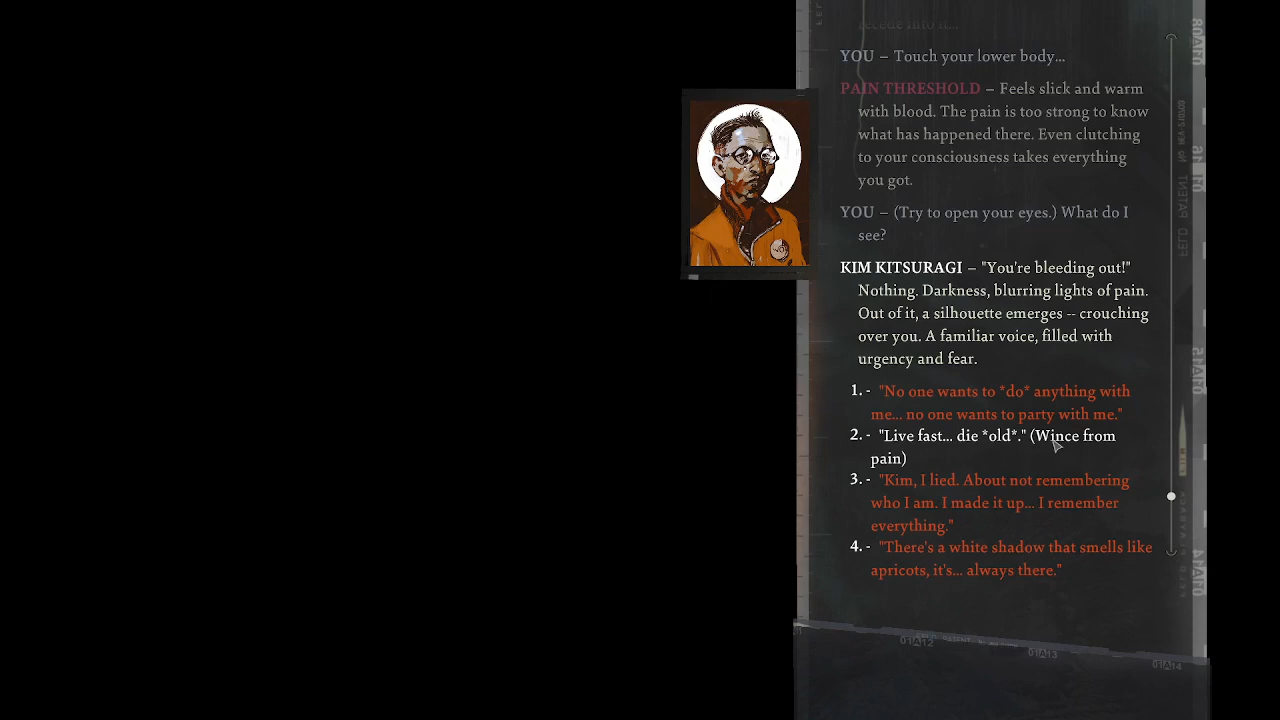 recede into it...
YOU – Touch your lower body...
PAIN THRESHOLD – Feels slick and warm
with blood. The pain is too strong to know
what has happened there. Even clutching
to your consciousness takes everything
you got.
YOU – (Try to open your eyes.) What do I
see?
KIM KITSURAGI – "You're bleeding out!"
Nothing. Darkness, blurring lights of pain.
Out of it, a silhouette emerges -- crouching
over you. A familiar voice, filled with
urgency and fear.
1. - "No one wants to *do* anything with
me... no one wants to party with me."
2. - "Live fast... die *old*." (Wince from
pain)
3. - "Kim, I lied. About not remembering
who I am. I made it up... I remember
everything."
4. - "There's a white shadow that smells like
apricots, it's... always there."
FELD PATENT